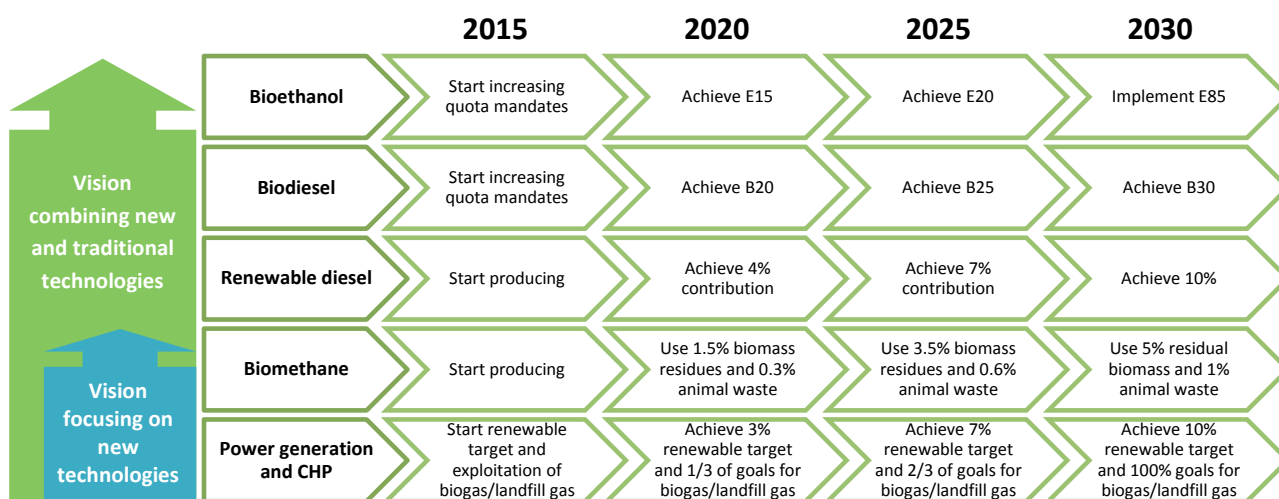 2015
2020
2025
2030
Vision
combining new
and traditional
technologies
Vision
focusing on
new
technologies
Bioethanol
Start increasing
quota mandates
Achieve E15
Achieve E20
Implement E85
Biodiesel
Start increasing
quota mandates
Achieve B20
Achieve B25
Achieve B30
Renewable diesel
Start producing
Achieve 4%
contribution
Achieve 7%
contribution
Achieve 10%
Biomethane
Start producing
Use 1.5% biomass
residues and 0.3%
animal waste
Use 3.5% biomass
residues and 0.6%
animal waste
Use 5% residual
biomass and 1%
animal waste
Power generation
and CHP
Start renewable
target and
exploitation of
biogas/landfill gas
Achieve 3%
renewable target
and 1/3 of goals for
biogas/landfill gas
Achieve 7%
renewable target
and 2/3 of goals for
biogas/landfill gas
Achieve 10%
renewable target
and 100% goals for
biogas/landfill gas